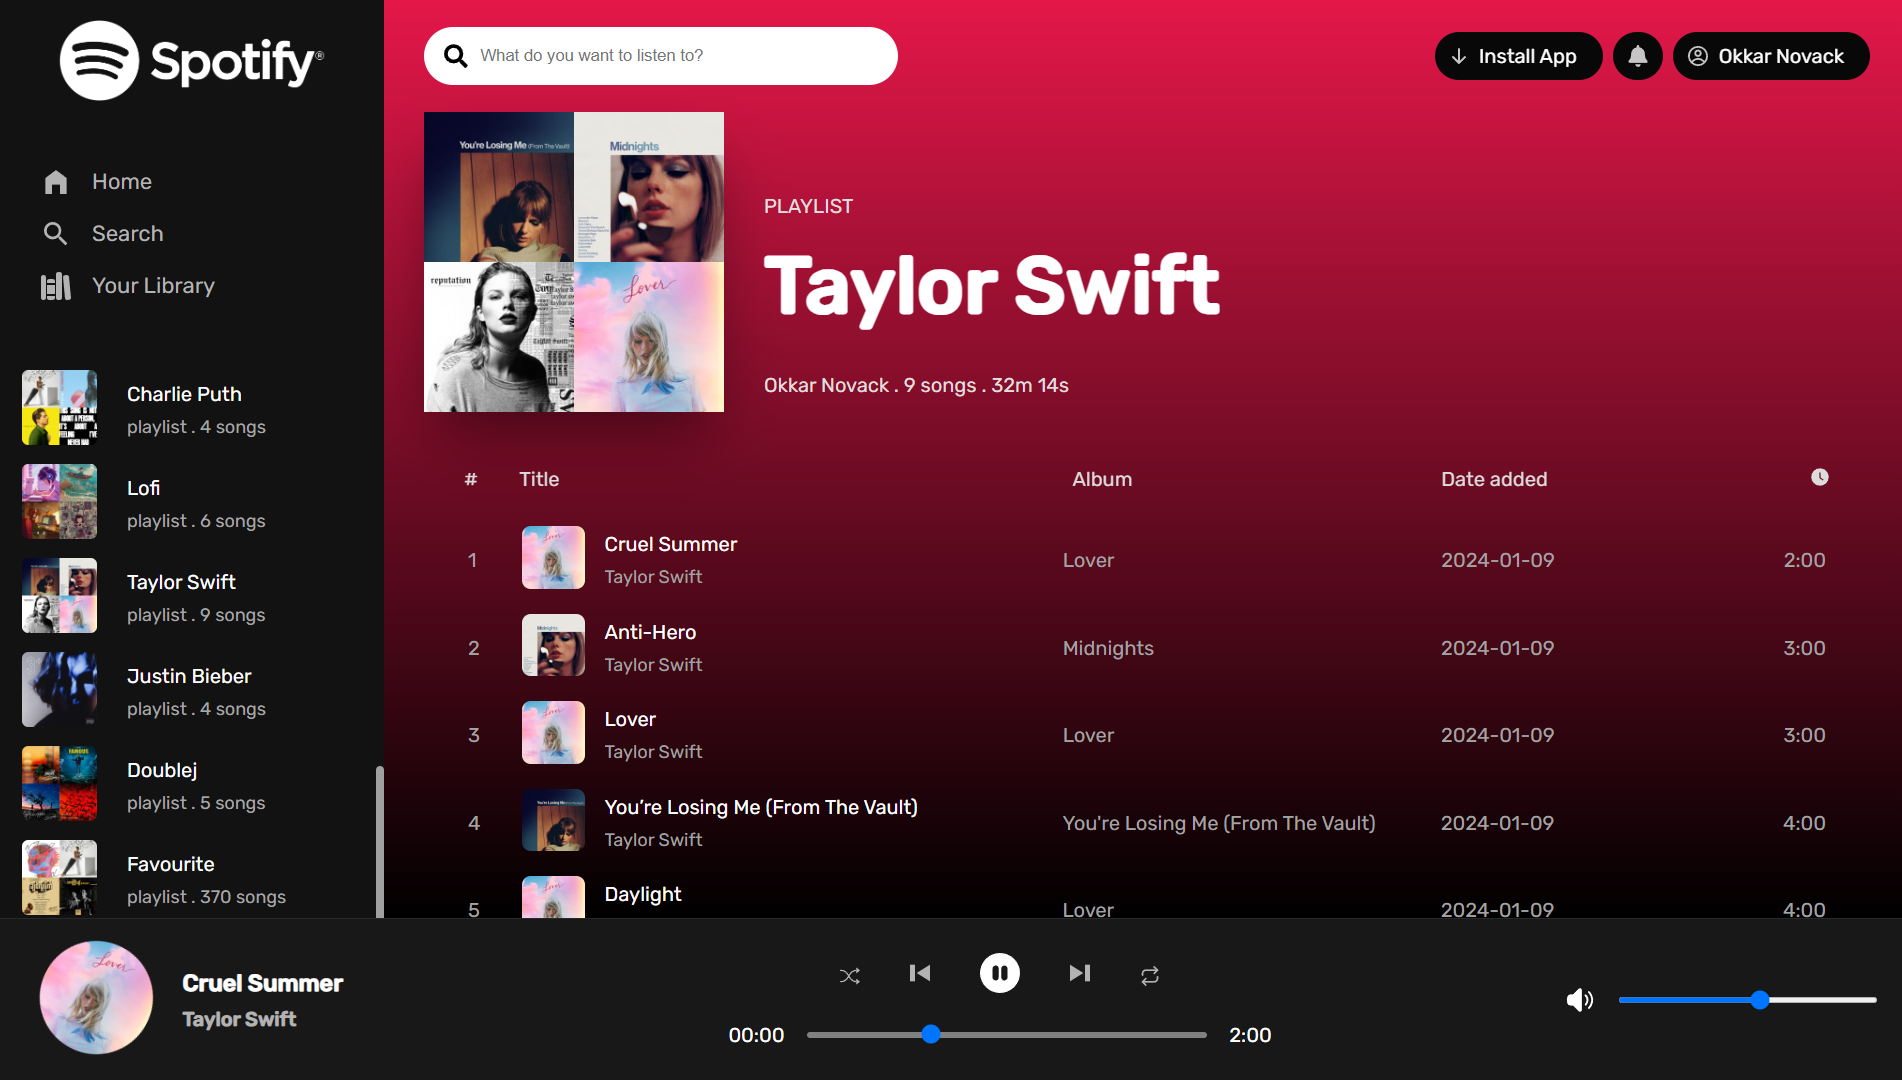 Spotify®
Home
Search
Your Library
Charlie Puth
playlist . 4 songs
Lofi
playlist . 6 songs
Taylor Swift
playlist . 9 songs
Justin Bieber
playlist . 4 songs
Doublej
playlist . 5 songs
Favourite
playlist . 370 songs
What do you want to listen to?
Install App
Okkar Novack
You're Losing Me (From The Vault)
Midnights
reputation
Lover
PLAYLIST
Taylor Swift
Okkar Novack . 9 songs . 32m 14s
# Title Album Date added
1 Cruel Summer Lover 2024-01-09 2:00
Taylor Swift
2 Anti-Hero Midnights 2024-01-09 3:00
Taylor Swift
3 Lover Lover 2024-01-09 3:00
Taylor Swift
4 You’re Losing Me (From The Vault) You're Losing Me (From The Vault) 2024-01-09 4:00
Taylor Swift
5 Daylight Lover 2024-01-09 4:00
Lover
Cruel Summer
Taylor Swift
00:00 2:00